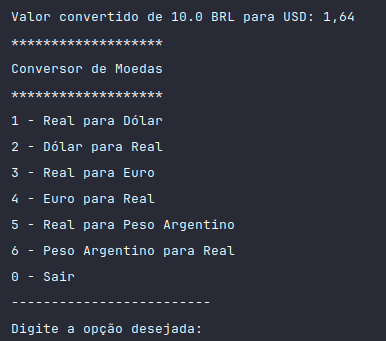 Valor convertido de 10.0 BRL para USD: 1,64
*******************
Conversor de Moedas
*******************
1 - Real para Dólar
2 - Dólar para Real
3 - Real para Euro
4 - Euro para Real
5 - Real para Peso Argentino
6 - Peso Argentino para Real
0 - Sair
-------------------------
Digite a opção desejada: